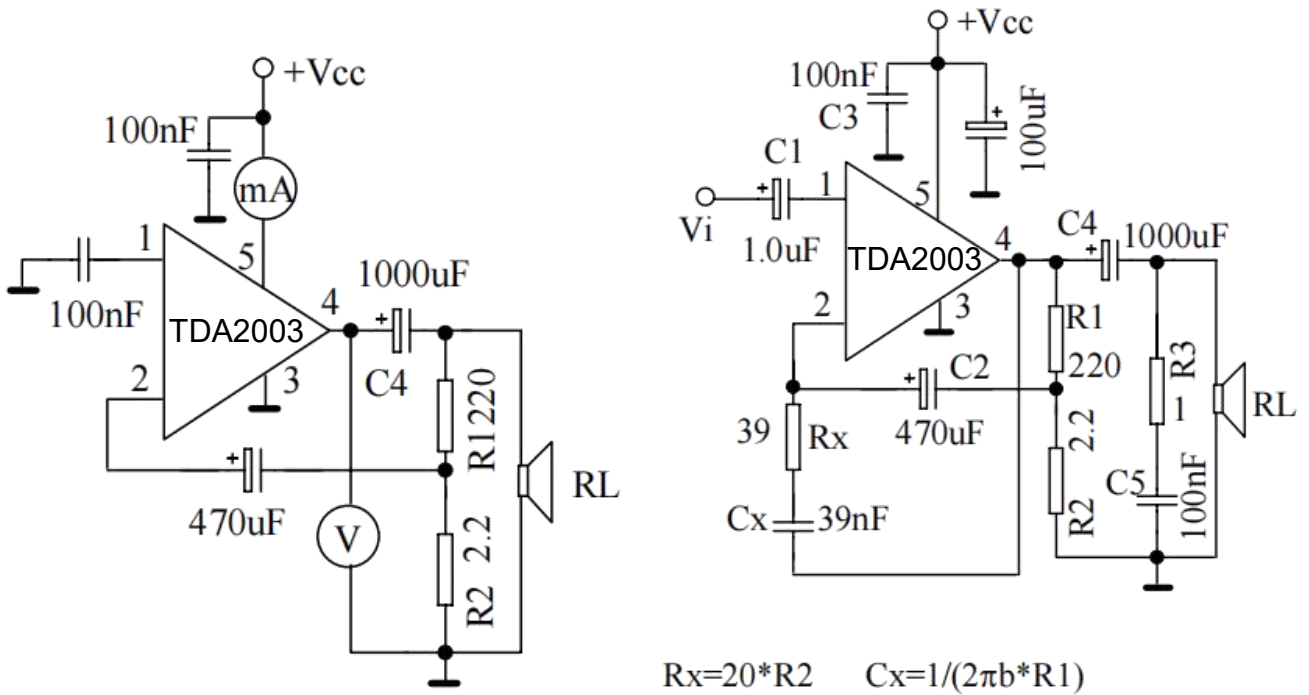 +Vcc
100nF
mA
1
5
100nF
TDA2003
4
1000uF
C4
2
3
R1 220
470uF
V
R2 2.2
RL
+Vcc
100nF
C3
100uF
C1
Vi
1.0uF
1
5
TDA2003
4
C4
1000uF
2
3
R1
220
C2
470uF
39
Rx
Cx
39nF
2.2
R2
R3
1
C5
100nF
RL
Rx=20*R2 Cx=1/(2πb*R1)